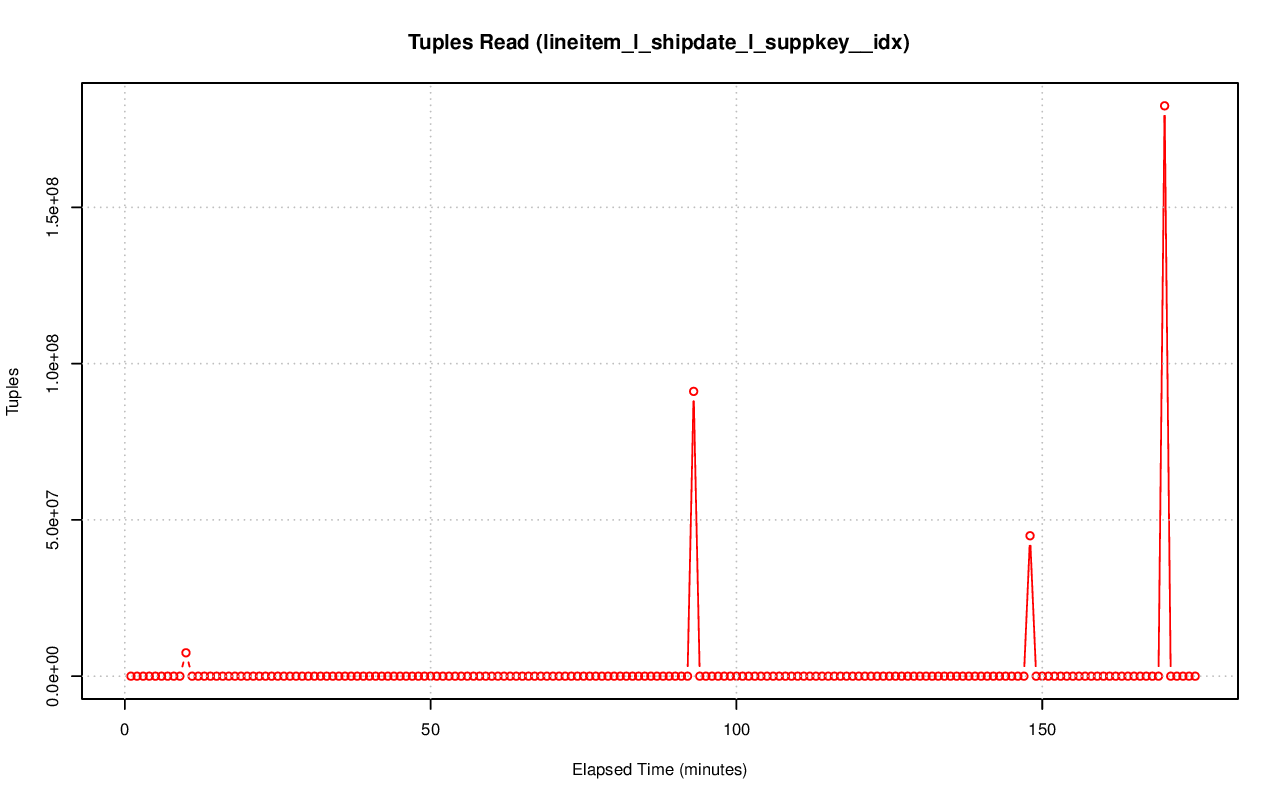 Tuples Read (lineitem_l_shipdate_l_suppkey__idx)
Tuples
1.5e+08
1.0e+08
5.0e+07
0.0e+00
0 50 100 150
Elapsed Time (minutes)